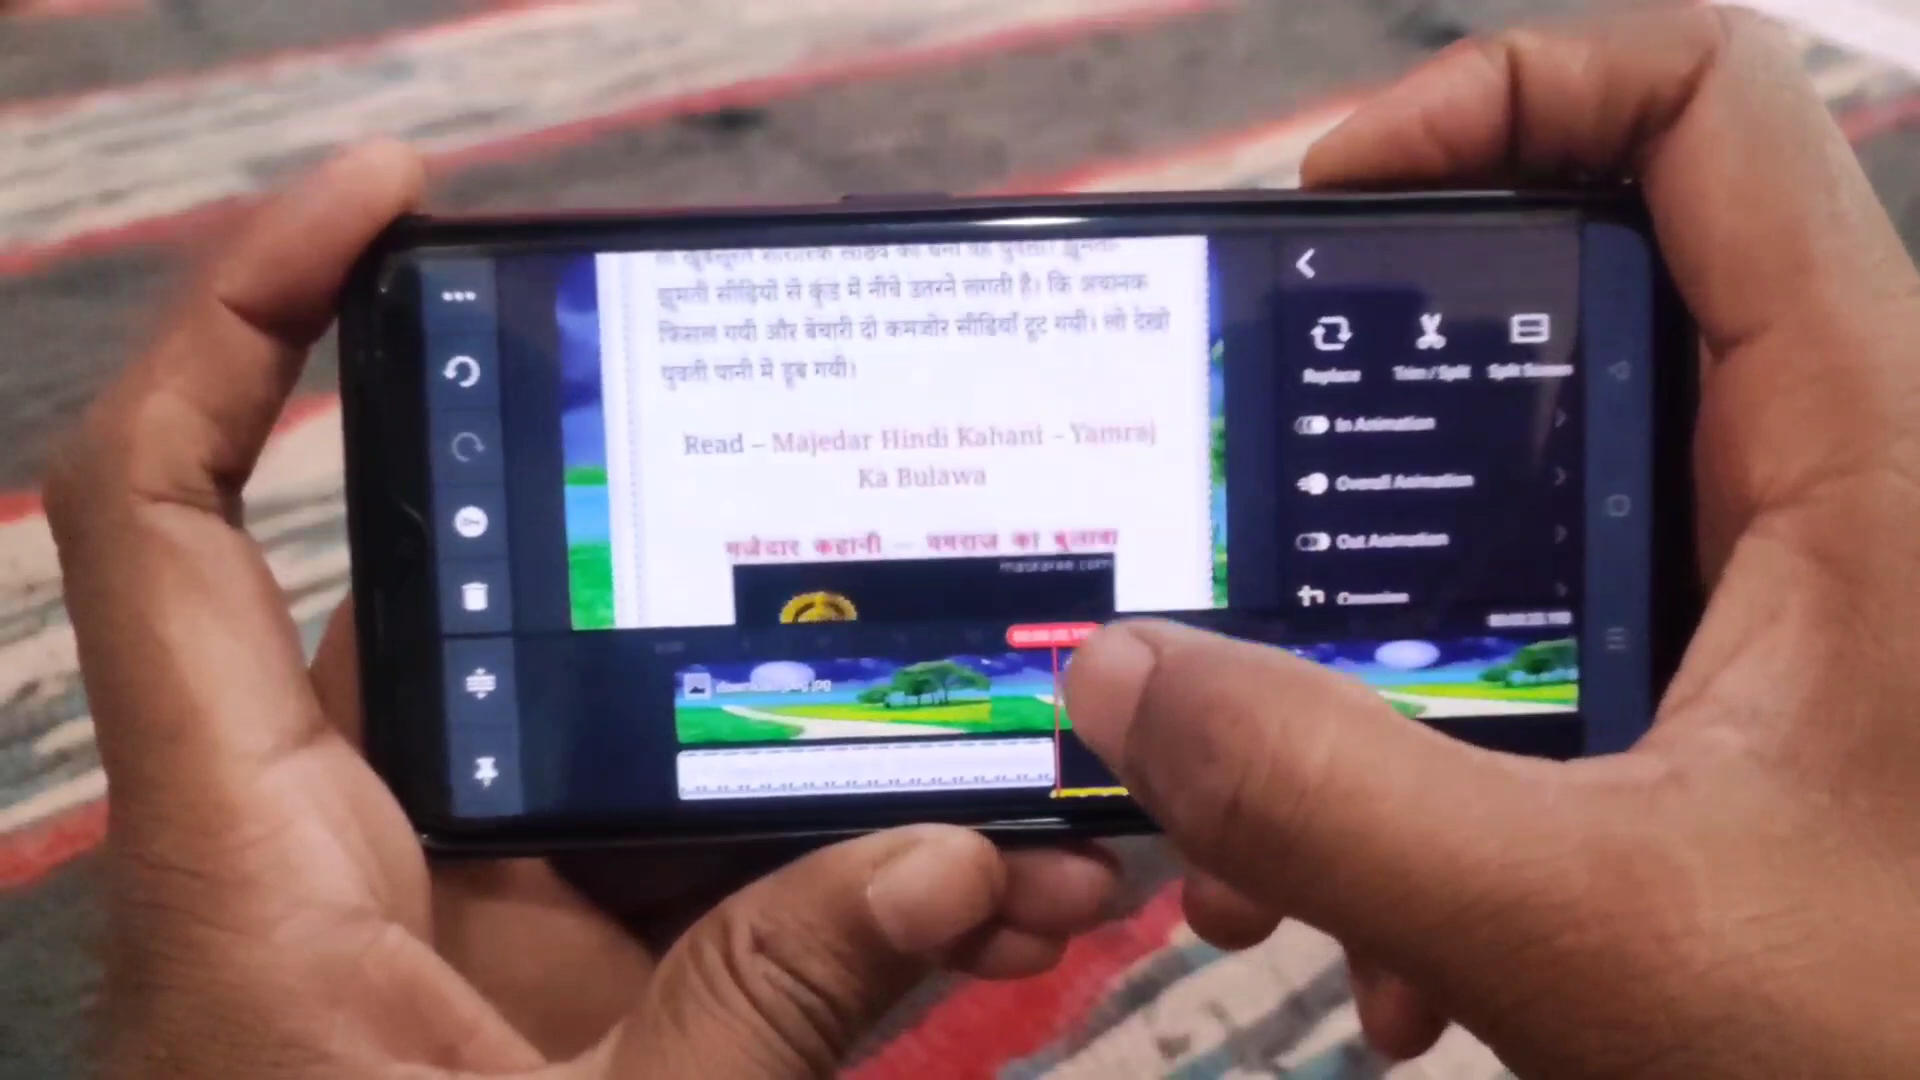 झुमती सीढ़ियों से कुंड में नीचे उतरने लगती है। कि अचानक
फिसल गयी और बेचारी दो कमजोर सीढियाँ टूट गयी। लो देखो
युवती पानी में डूब गयी।
Read – Majedar Hindi Kahani – Yamraj
Ka Bulawa
मजेदार कहानी – यमराज का बुलावा
Replace
Trim / Split
Split Screen
In Animation
Overall Animation
Out Animation
Cropping